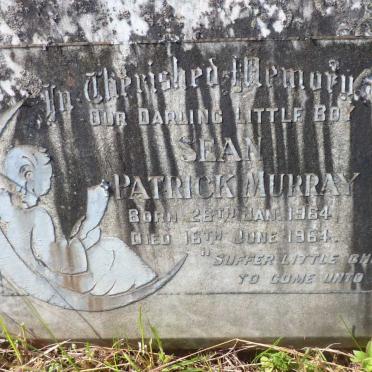 In Cherished Memory
OUR DARLING LITTLE BOY
SEAN
PATRICK MURRAY
BORN 26TH JAN. 1964
DIED 16TH JUNE 1964.
"SUFFER LITTLE
TO COME UNTO